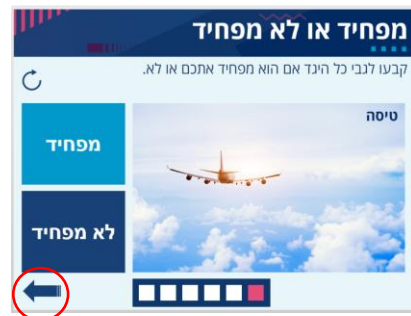 מפחיד או לא מפחיד
קבעו לגבי כל היגד אם הוא מפחיד אתכם או לא.
טיסה
מפחיד
לא מפחיד